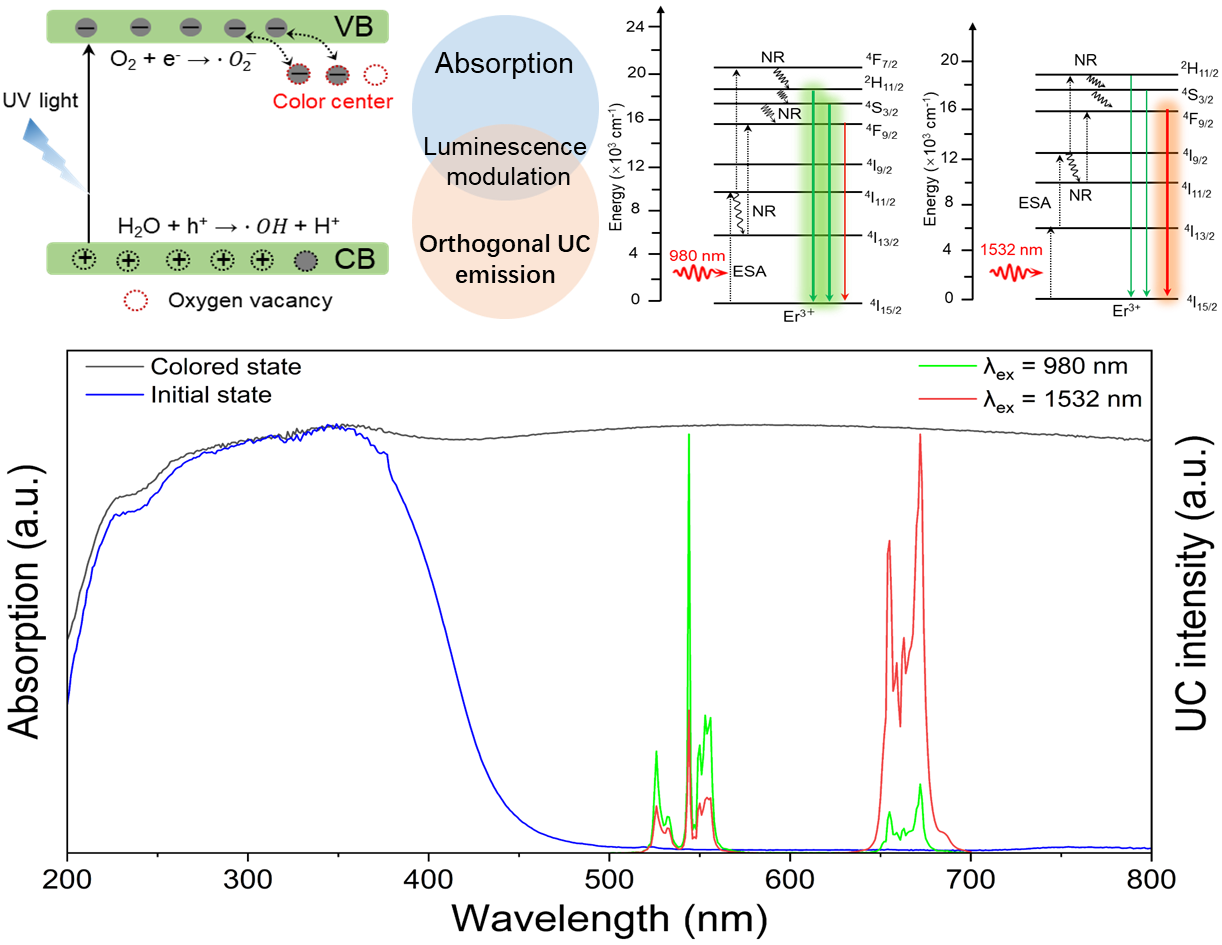 VB
O₂ + e⁻ → · O₂⁻
Color center
UV light
H₂O + h⁺ → · OH + H⁺
CB
Oxygen vacancy
Absorption
Luminescence
modulation
Orthogonal UC
emission
Energy (×10³ cm⁻¹)
24
20
16
12
8
4
0
NR
NR
NR
980 nm
ESA
Er³⁺
⁴F₇/₂
²H₁₁/₂
⁴S₃/₂
⁴F₉/₂
⁴I₉/₂
⁴I₁₁/₂
⁴I₁₃/₂
⁴I₁₅/₂
Energy (×10³ cm⁻¹)
20
16
12
8
4
0
NR
NR
ESA
1532 nm
Er³⁺
²H₁₁/₂
⁴S₃/₂
⁴F₉/₂
⁴I₉/₂
⁴I₁₁/₂
⁴I₁₃/₂
⁴I₁₅/₂
Colored state
Initial state
λex = 980 nm
λex = 1532 nm
Absorption (a.u.)
UC intensity (a.u.)
200 300 400 500 600 700 800
Wavelength (nm)